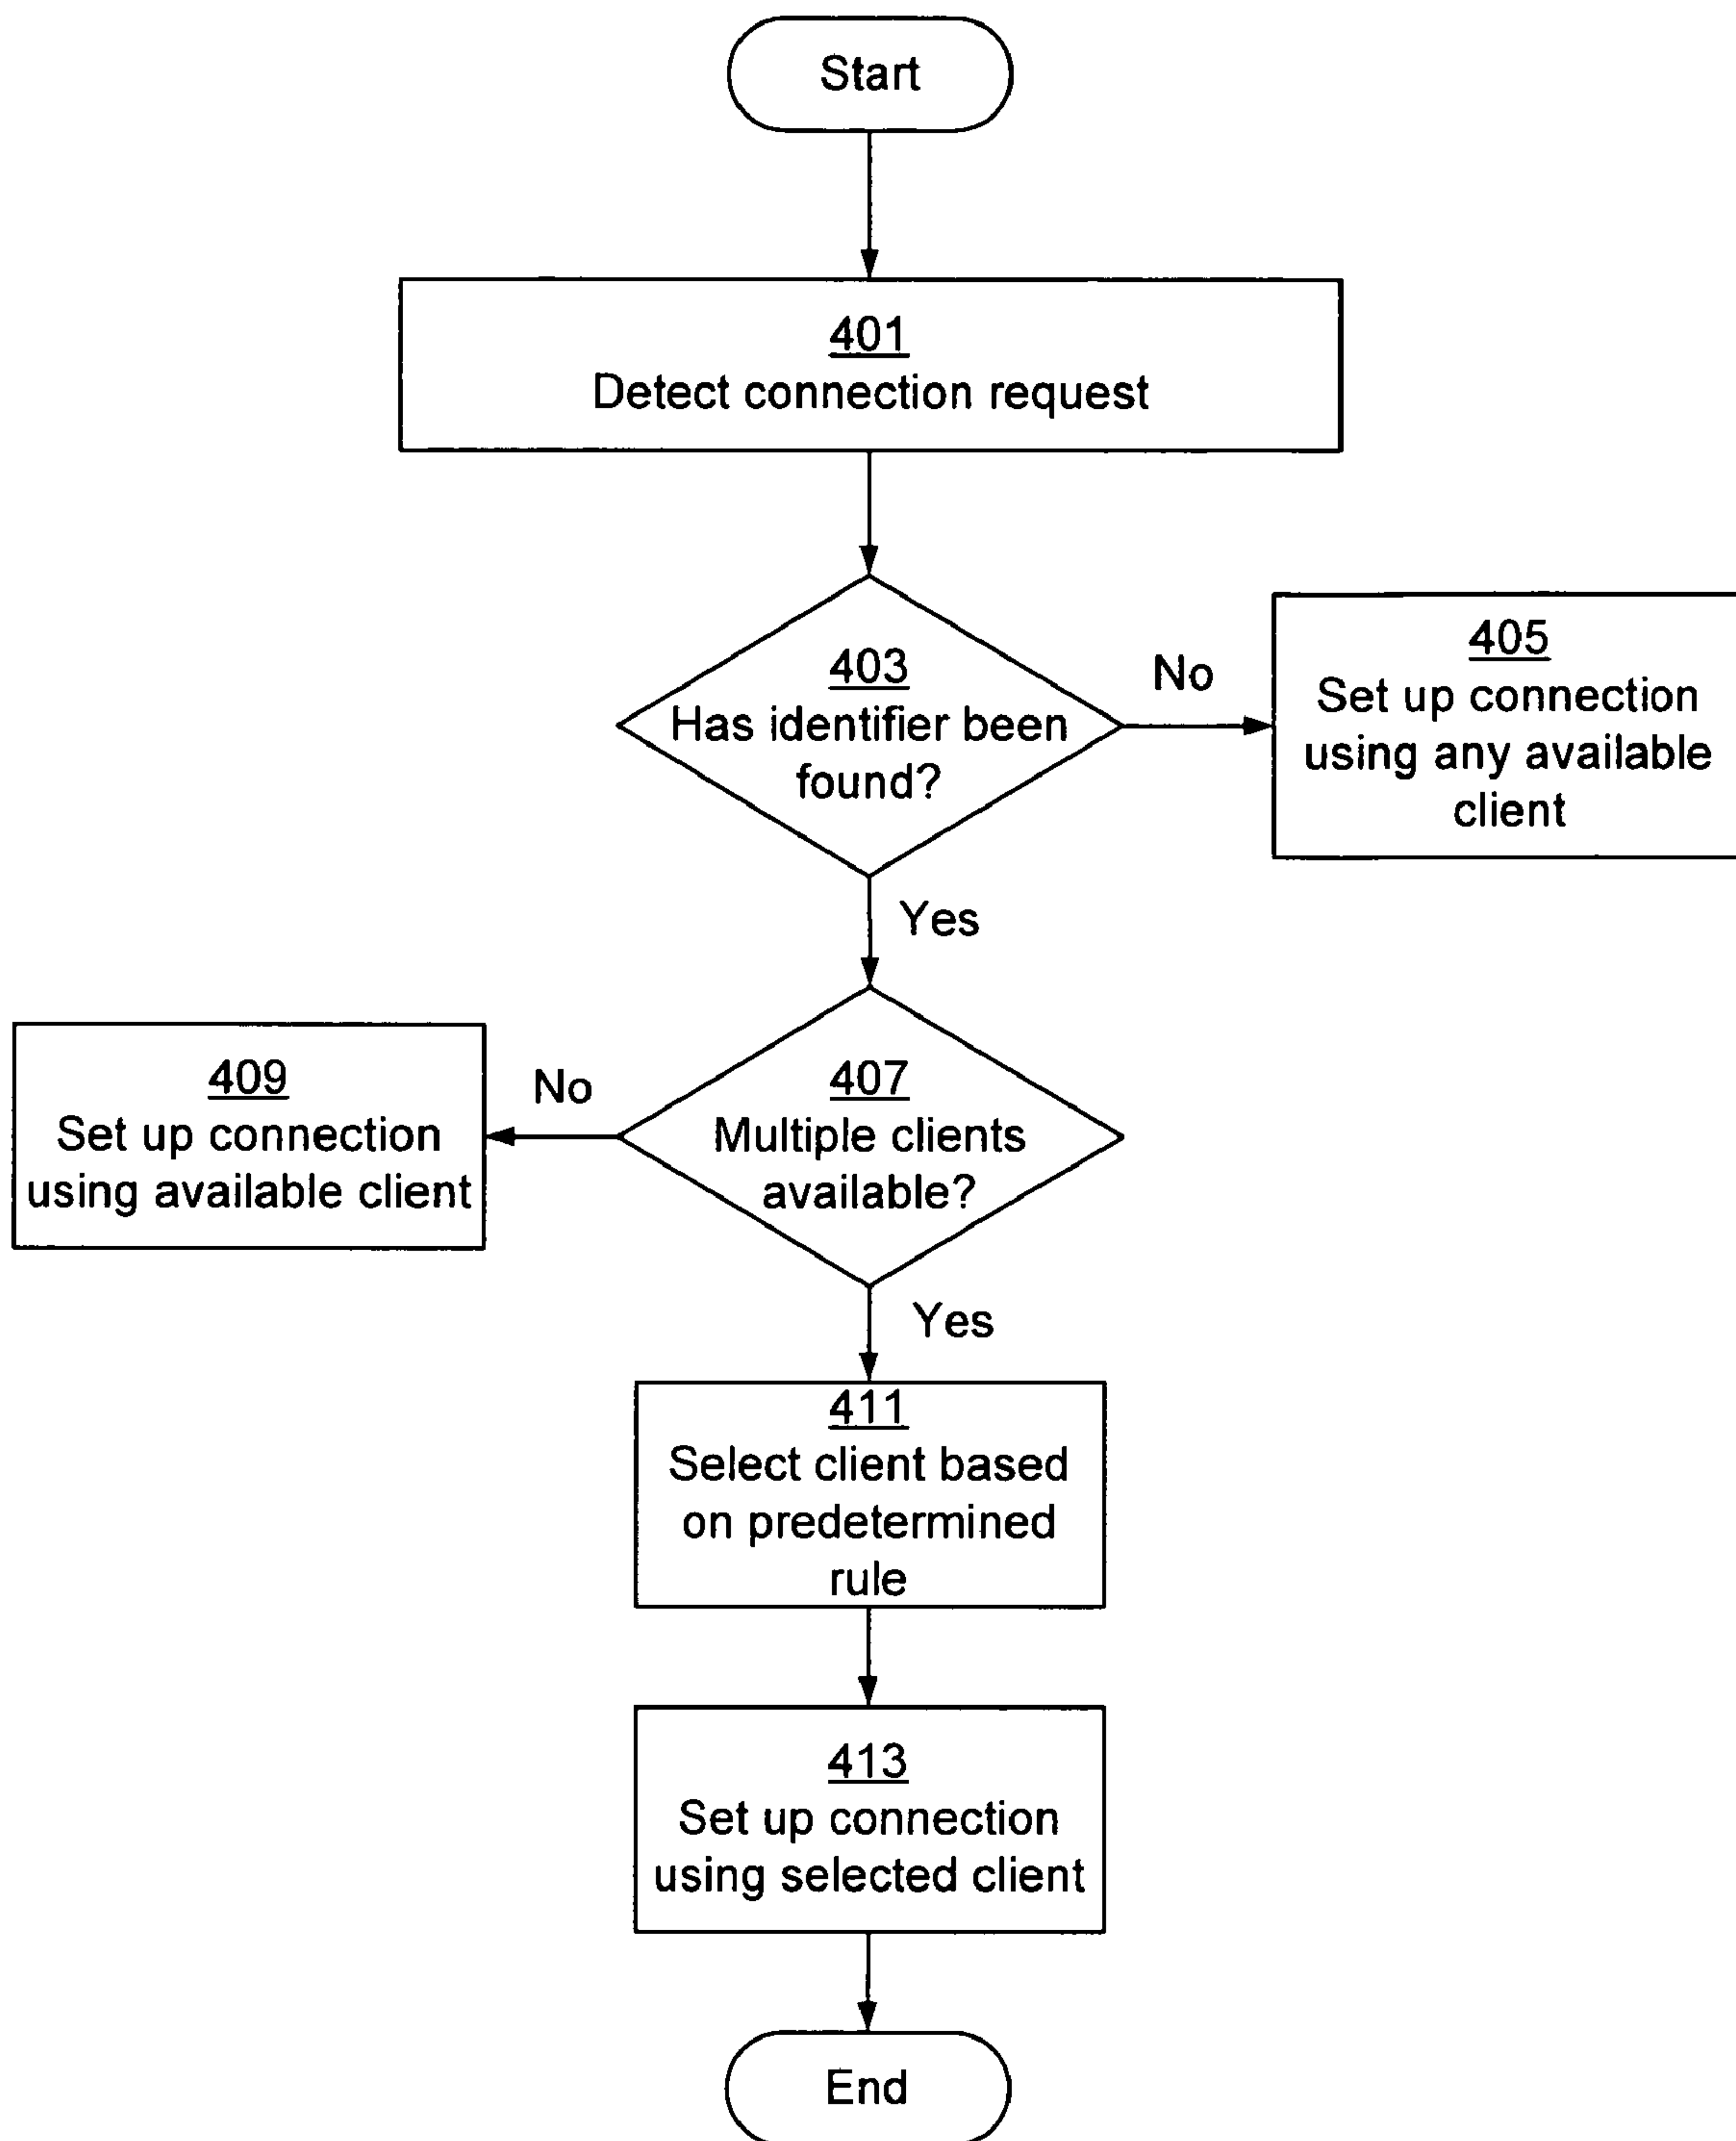 Start
401
Detect connection request
403
Has identifier been
found?
No
405
Set up connection
using any available
client
Yes
409
Set up connection
using available client
No
407
Multiple clients
available?
Yes
411
Select client based
on predetermined
rule
413
Set up connection
using selected client
End